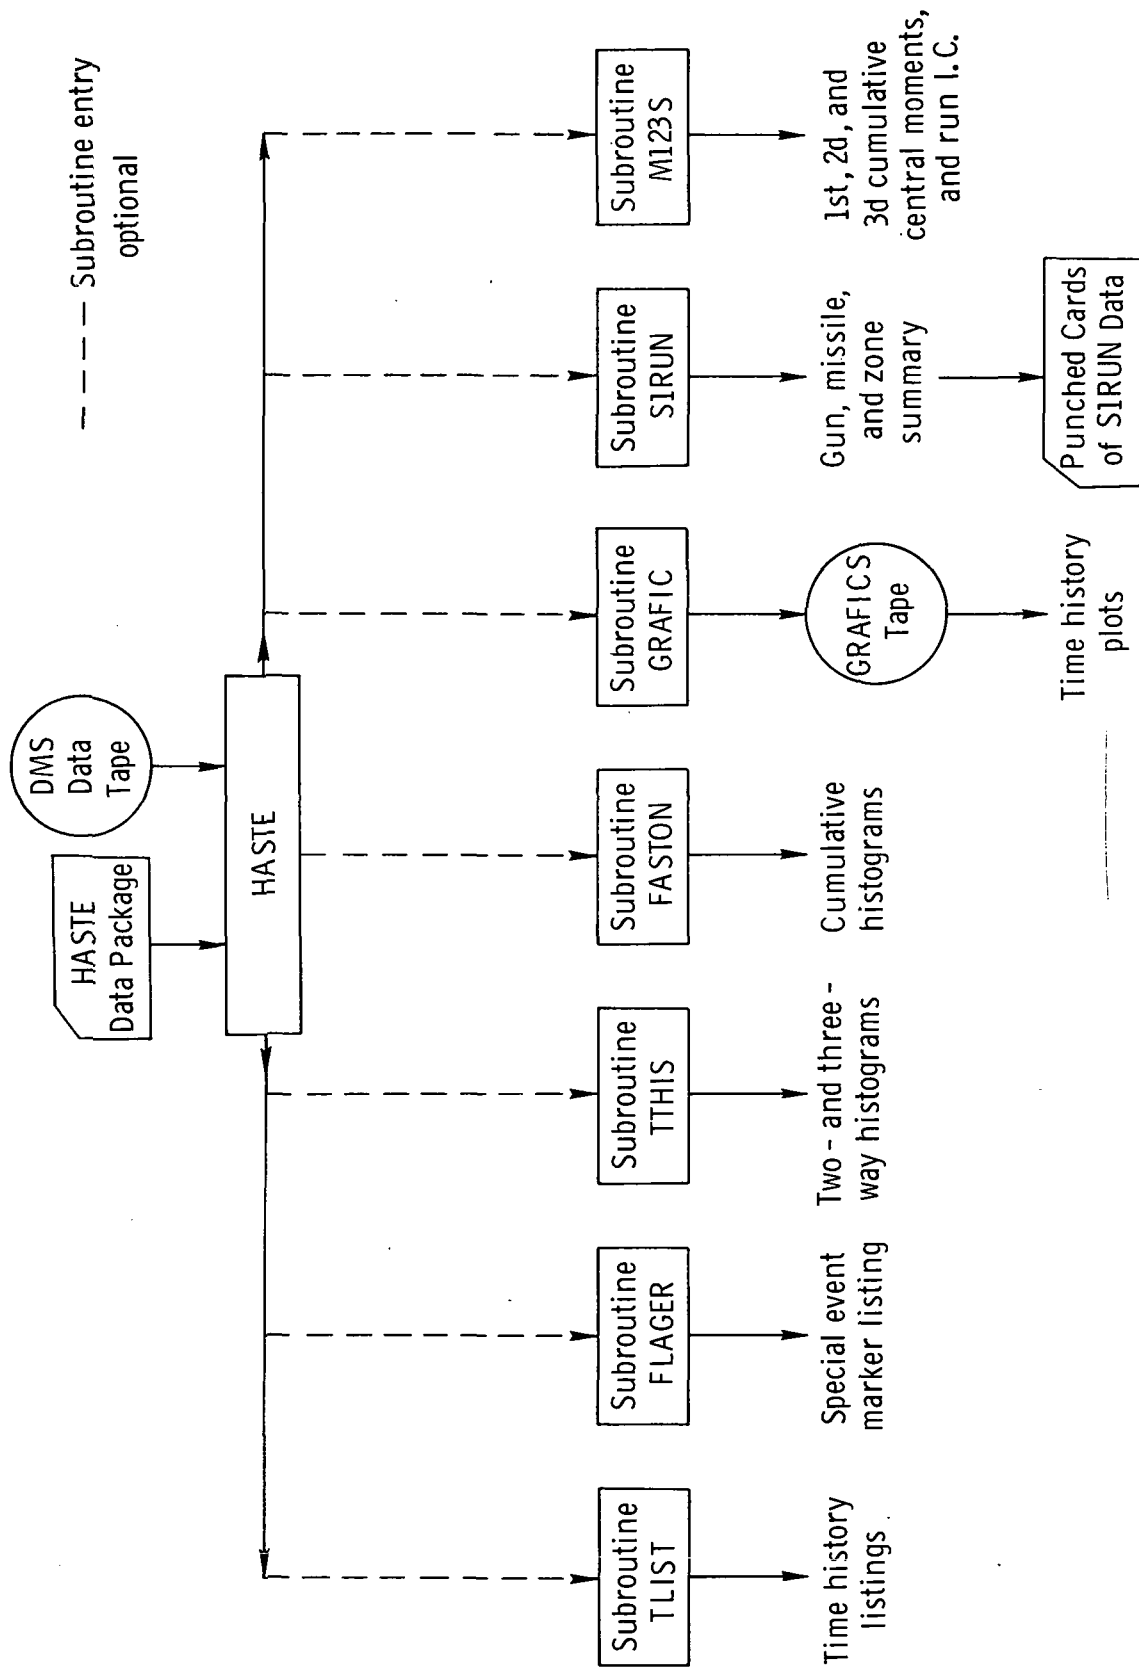 — — — — Subroutine entry
optional
HASTE
Data Package
DMS
Data
Tape
HASTE
Subroutine
TLIST
Subroutine
FLAGER
Subroutine
TTHIS
Subroutine
FASTON
Subroutine
GRAFIC
Subroutine
S1RUN
Subroutine
M123S
Time history
listings
Special event
marker listing
Two- and three-
way histograms
Cumulative
histograms
GRAFICS
Tape
Time history
plots
Gun, missile,
and zone
summary
Punched Cards
of S1RUN Data
1st, 2d, and
3d cumulative
central moments,
and run I.C.